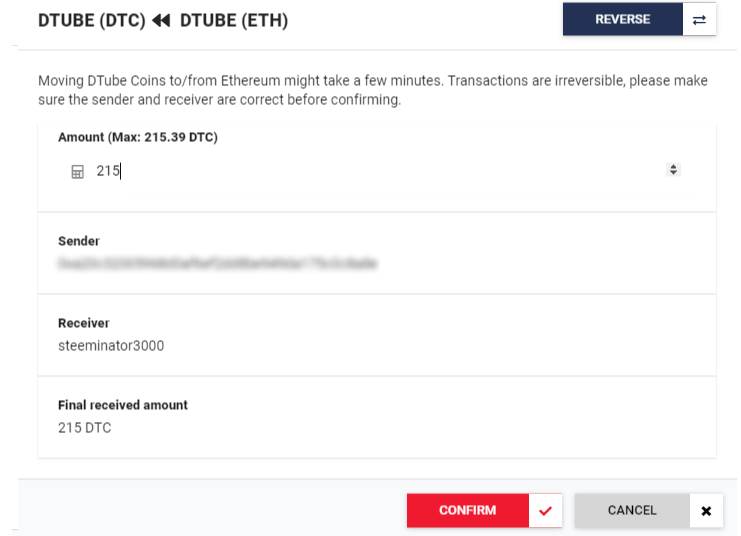 DTUBE (DTC) ◀◀ DTUBE (ETH)
REVERSE
Moving DTube Coins to/from Ethereum might take a few minutes. Transactions are irreversible, please make
sure the sender and receiver are correct before confirming.
Amount (Max: 215.39 DTC)
215
Sender
Receiver
steeminator3000
Final received amount
215 DTC
CONFIRM
CANCEL